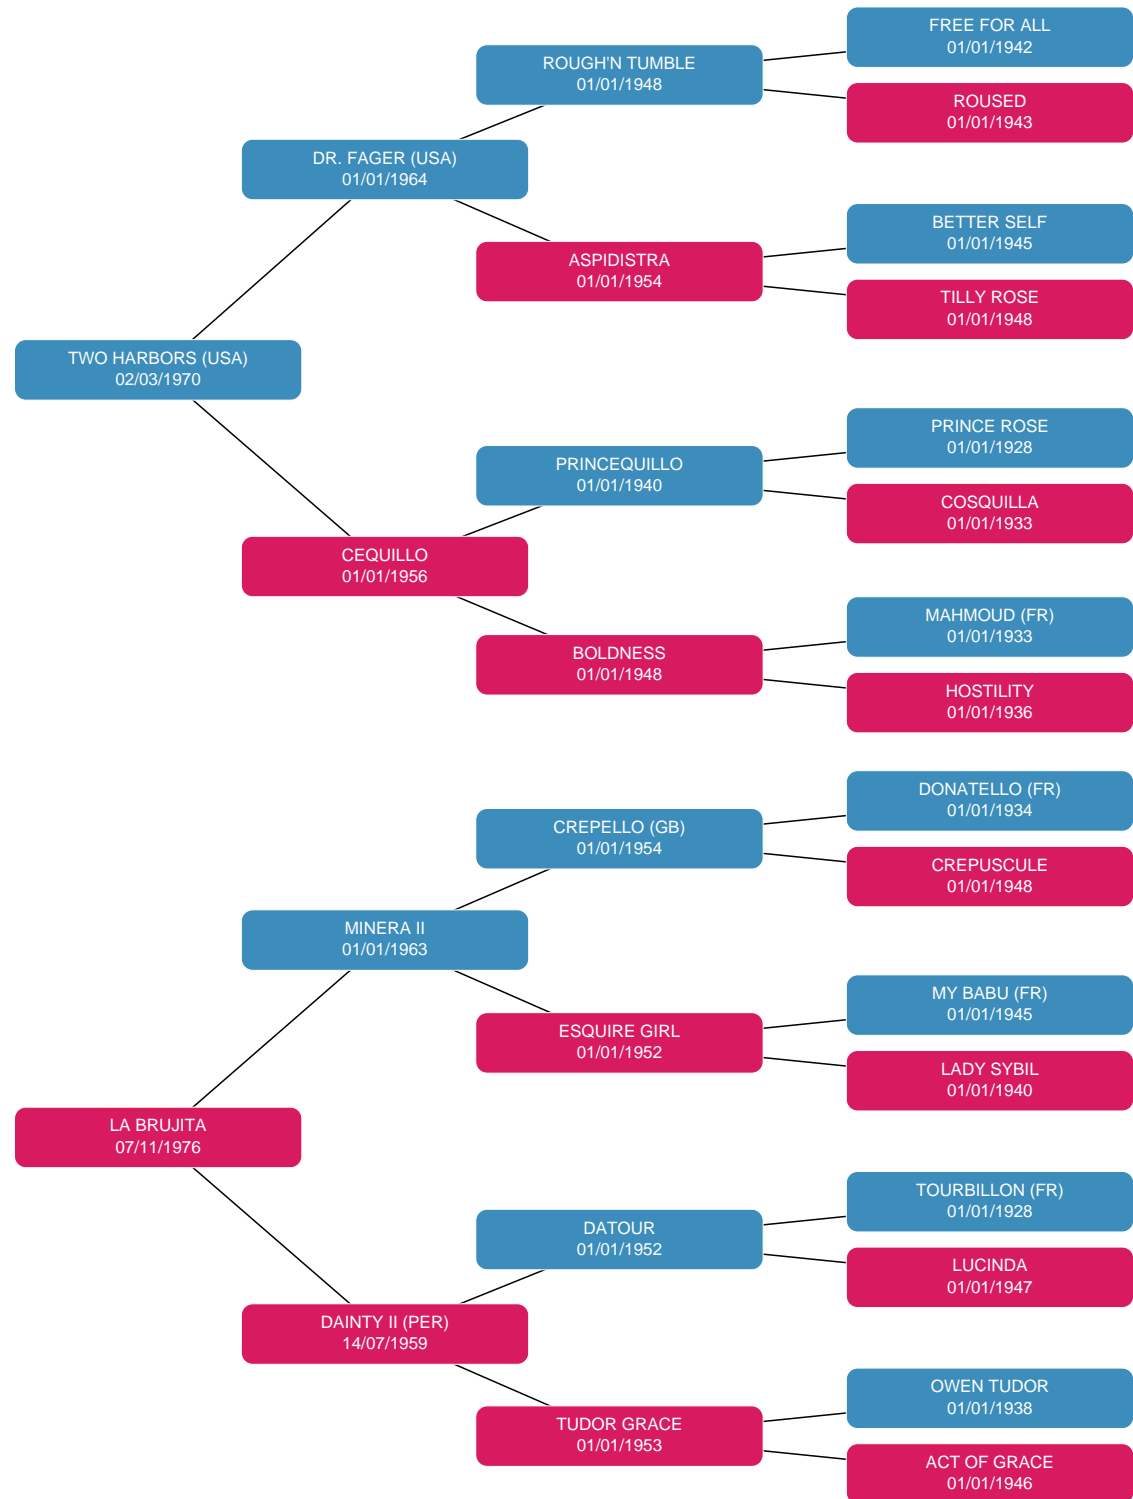 FREE FOR ALL
01/01/1942
ROUGH'N TUMBLE
01/01/1948
ROUSED
01/01/1943
DR. FAGER (USA)
01/01/1964
BETTER SELF
01/01/1945
ASPIDISTRA
01/01/1954
TILLY ROSE
01/01/1948
TWO HARBORS (USA)
02/03/1970
PRINCE ROSE
01/01/1928
PRINCEQUILLO
01/01/1940
COSQUILLA
01/01/1933
CEQUILLO
01/01/1956
MAHMOUD (FR)
01/01/1933
BOLDNESS
01/01/1948
HOSTILITY
01/01/1936
DONATELLO (FR)
01/01/1934
CREPELLO (GB)
01/01/1954
CREPUSCULE
01/01/1948
MINERA II
01/01/1963
MY BABU (FR)
01/01/1945
ESQUIRE GIRL
01/01/1952
LADY SYBIL
01/01/1940
LA BRUJITA
07/11/1976
TOURBILLON (FR)
01/01/1928
DATOUR
01/01/1952
LUCINDA
01/01/1947
DAINTY II (PER)
14/07/1959
OWEN TUDOR
01/01/1938
TUDOR GRACE
01/01/1953
ACT OF GRACE
01/01/1946